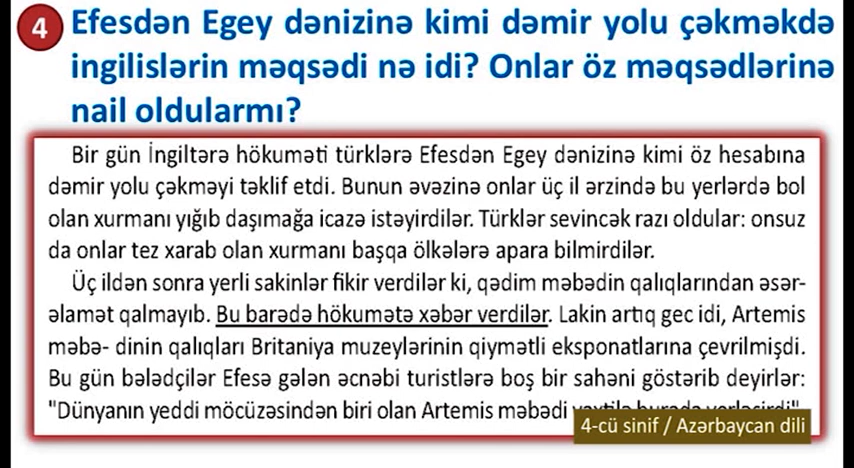 4 Efesdən Egey dənizinə kimi dəmir yolu çəkməkdə
ingilislərin məqsədi nə idi? Onlar öz məqsədlərinə
nail oldularmı?
Bir gün İngiltərə hökuməti türklərə Efesdən Egey dənizinə kimi öz hesabına
dəmir yolu çəkməyi təklif etdi. Bunun əvəzinə onlar üç il ərzində bu yerlərdə bol
olan xurmanı yığıb daşımağa icazə istəyirdilər. Türklər sevincək razı oldular: onsuz
da onlar tez xarab olan xurmanı başqa ölkələrə apara bilmirdilər.
Üç ildən sonra yerli sakinlər fikir verdilər ki, qədim məbədin qalıqlarından əsər-
əlamət qalmayıb. Bu barədə hökumətə xəbər verdilər. Lakin artıq gec idi, Artemis
məbə- dinin qalıqları Britaniya muzeylərinin qiymətli eksponatlarına çevrilmişdi.
Bu gün bələdçilər Efesə gələn əcnəbi turistlərə boş bir sahəni göstərib deyirlər:
"Dünyanın yeddi möcüzəsindən biri olan Artemis məbədi
4-cü sinif / Azərbaycan dili